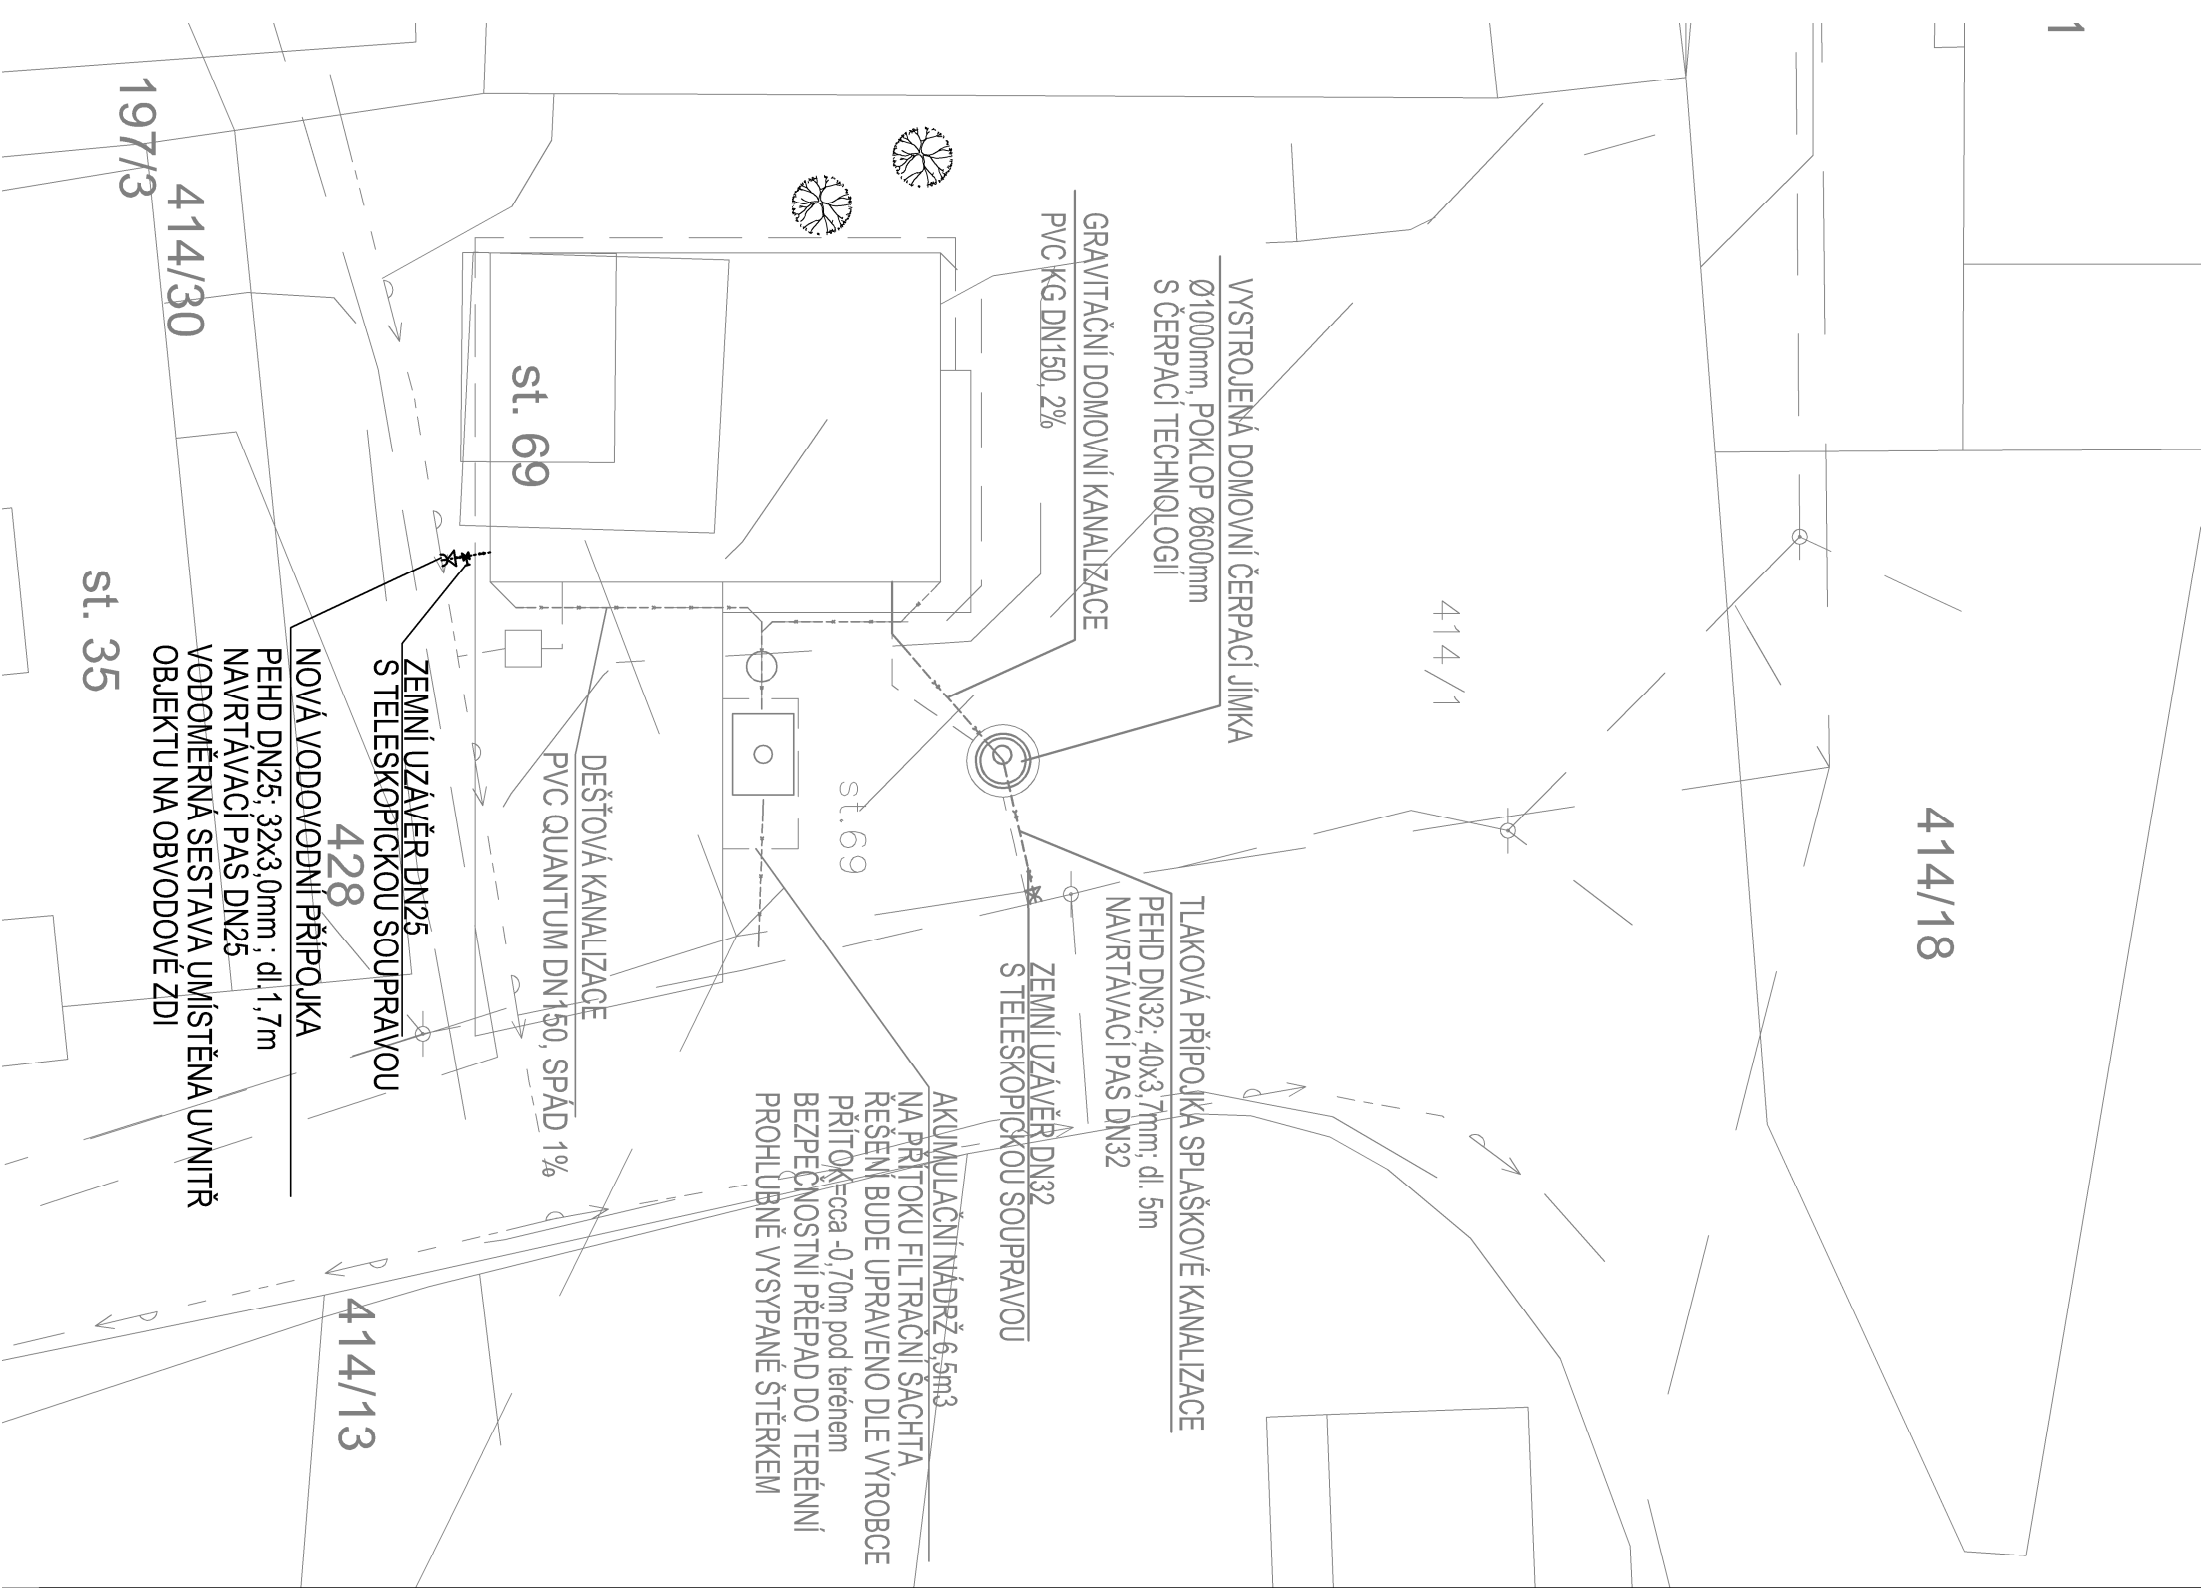 1
197/3
414/30
st. 69
st. 35
428
414/13
414/18
414/1
st.69
VYSTROJENÁ DOMOVNÍ ČERPACÍ JÍMKA
Ø1000mm, POKLOP Ø600mm
S ČERPACÍ TECHNOLOGIÍ
GRAVITAČNÍ DOMOVNÍ KANALIZACE
PVC KG DN150, 2%
TLAKOVÁ PŘÍPOJKA SPLAŠKOVÉ KANALIZACE
PEHD DN32; 40x3,7mm; dl. 5m
NAVRTÁVACÍ PAS DN32
ZEMNÍ UZÁVĚR DN32
S TELESKOPICKOU SOUPRAVOU
AKUMULAČNÍ NÁDRŽ 6,5m3
NA PŘÍTOKU FILTRAČNÍ ŠACHTA
ŘEŠENÍ BUDE UPRAVENO DLE VÝROBCE
PŘÍTOK=cca -0,70m pod terénem
BEZPEČNOSTNÍ PŘEPAD DO TERÉNNÍ
PROHLUBNĚ VYSYPANÉ ŠTĚRKEM
DEŠŤOVÁ KANALIZACE
PVC QUANTUM DN150, SPÁD 1%
ZEMNÍ UZÁVĚR DN25
S TELESKOPICKOU SOUPRAVOU
NOVÁ VODOVODNÍ PŘÍPOJKA
PEHD DN25; 32x3,0mm ; dl.1,7m
NAVRTÁVACÍ PAS DN25
VODOMĚRNÁ SESTAVA UMÍSTĚNA UVNITŘ
OBJEKTU NA OBVODOVÉ ZDI